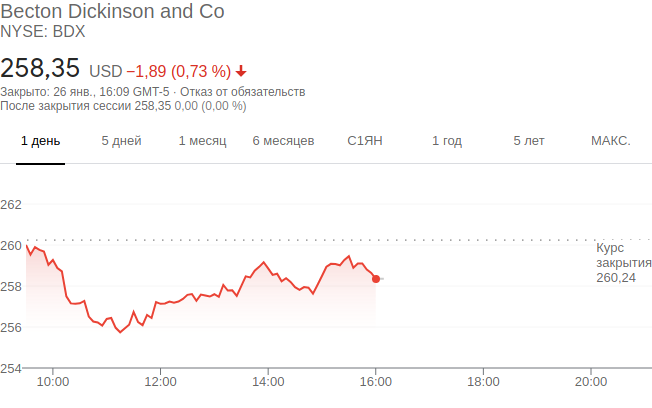 Becton Dickinson and Co
NYSE: BDX
258,35 USD −1,89 (0,73 %)
Закрыто: 26 янв., 16:09 GMT-5 · Отказ от обязательств
После закрытия сессии 258,35 0,00 (0,00 %)
1 день 5 дней 1 месяц 6 месяцев С1ЯН 1 год 5 лет МАКС.
262
260
258
256
254
Курс
закрытия
260,24
10:00 12:00 14:00 16:00 18:00 20:00